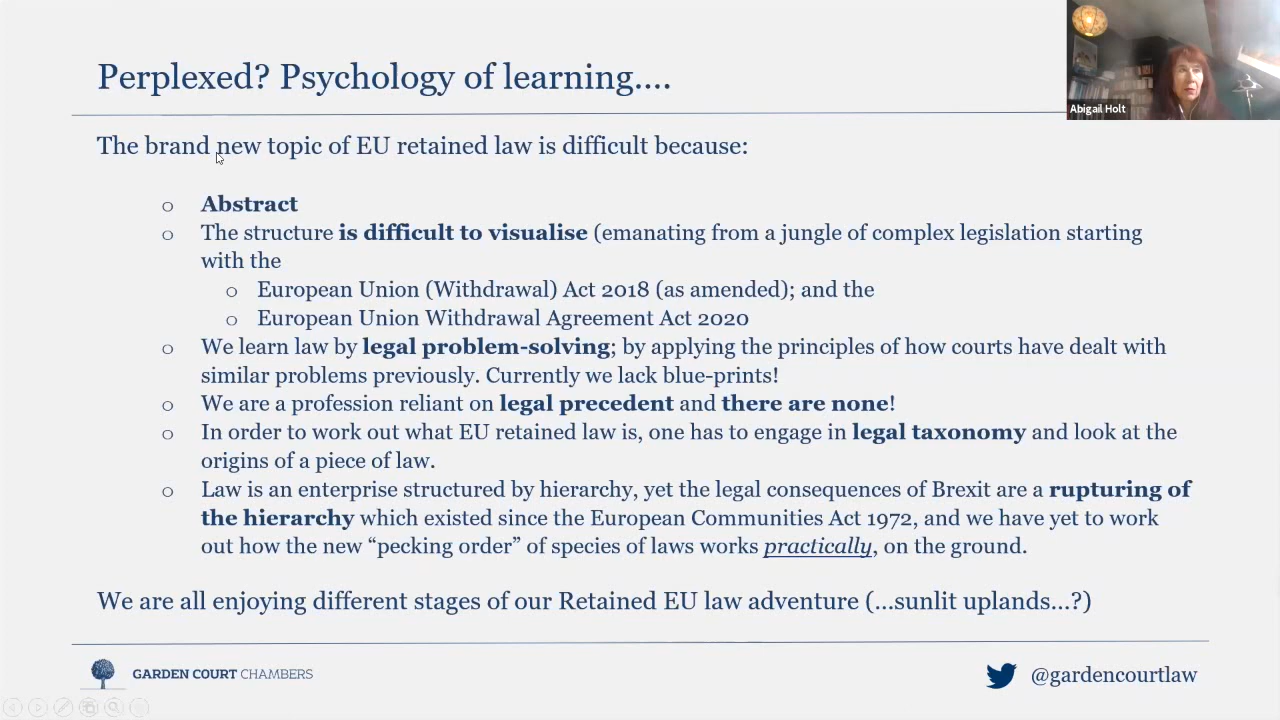 Perplexed? Psychology of learning....
Abigail Holt
The brand new topic of EU retained law is difficult because:
o Abstract
o The structure is difficult to visualise (emanating from a jungle of complex legislation starting
with the
o European Union (Withdrawal) Act 2018 (as amended); and the
o European Union Withdrawal Agreement Act 2020
o We learn law by legal problem-solving; by applying the principles of how courts have dealt with
similar problems previously. Currently we lack blue-prints!
o We are a profession reliant on legal precedent and there are none!
o In order to work out what EU retained law is, one has to engage in legal taxonomy and look at the
origins of a piece of law.
o Law is an enterprise structured by hierarchy, yet the legal consequences of Brexit are a rupturing of
the hierarchy which existed since the European Communities Act 1972, and we have yet to work
out how the new “pecking order” of species of laws works practically, on the ground.
We are all enjoying different stages of our Retained EU law adventure (...sunlit uplands...?)
GARDEN COURT CHAMBERS
@gardencourtlaw